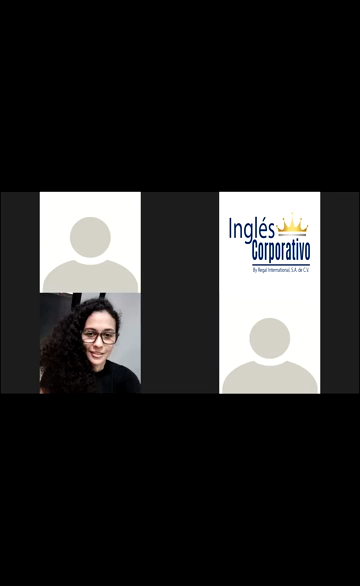 Inglés
Corporativo
By Regal International, S.A. de C.V.